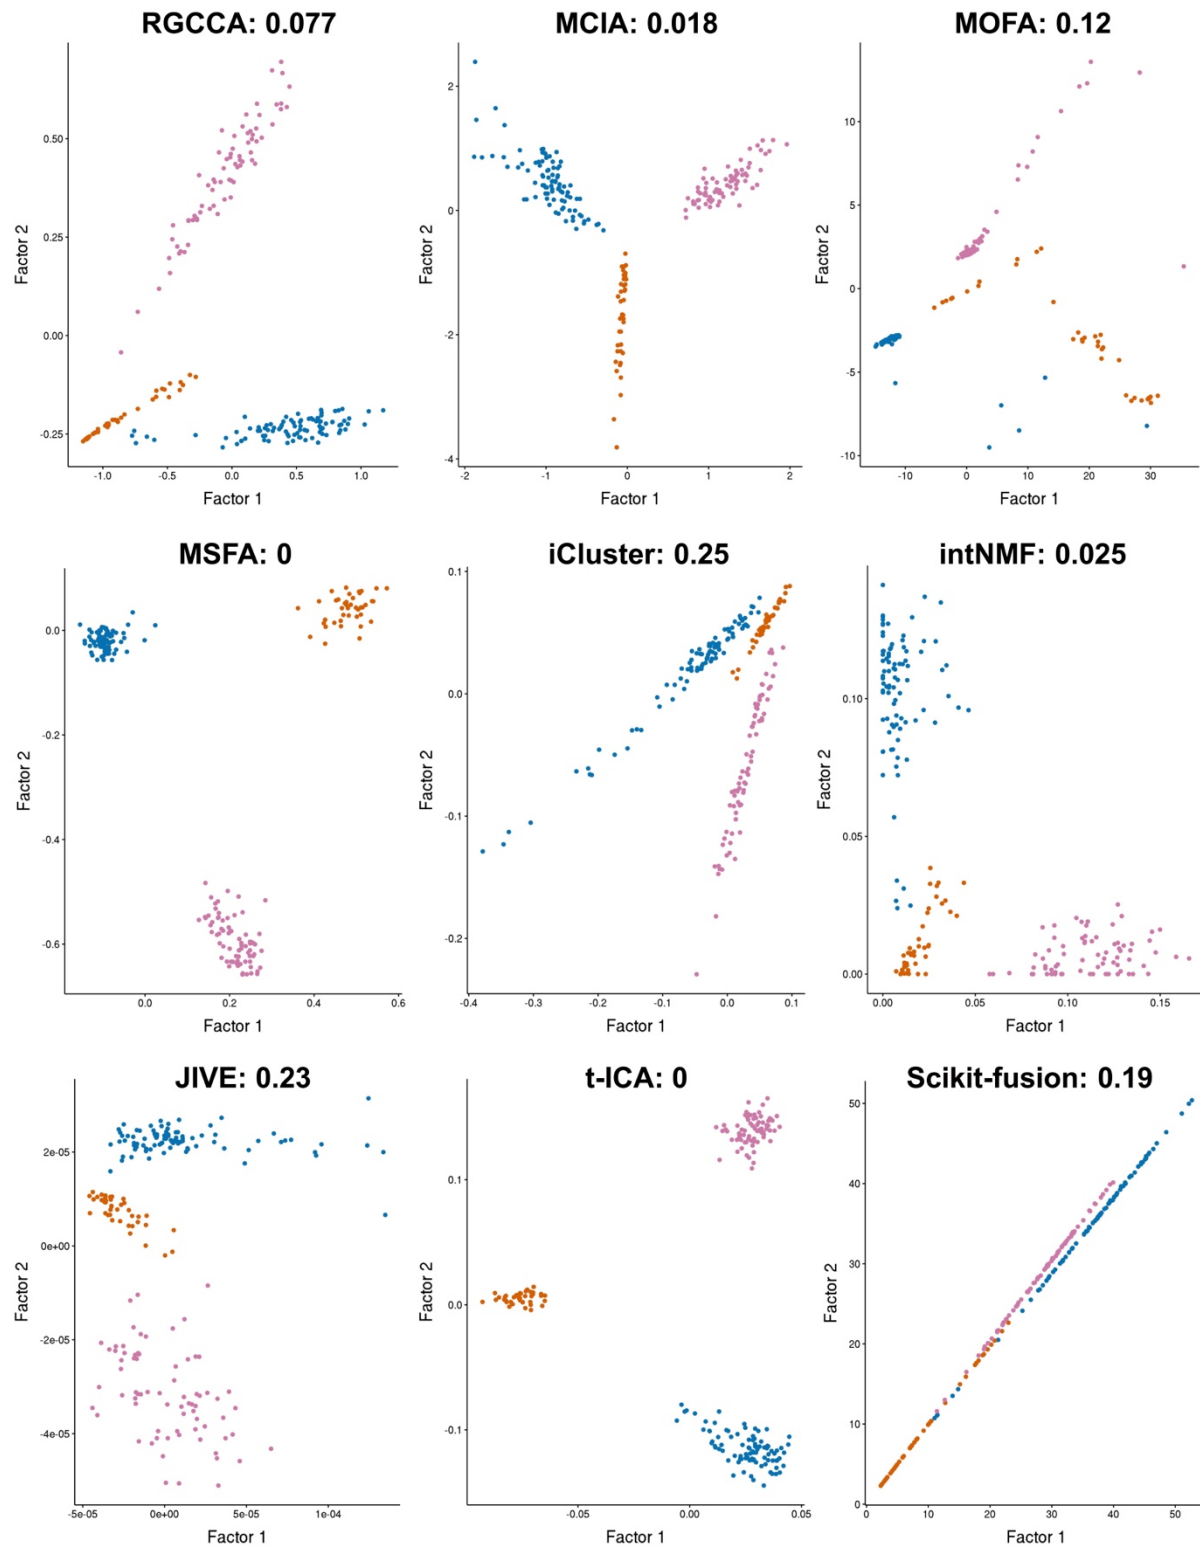 RGCCA: 0.077
MCIA: 0.018
MOFA: 0.12
Factor 2
0.50
0.25
0.00
-0.25
-1.0 -0.5 0.0 0.5 1.0
Factor 1
Factor 2
2
0
-2
-4
-2 -1 0 1 2
Factor 1
Factor 2
10
5
0
-5
-10
-10 0 10 20 30
Factor 1
MSFA: 0
iCluster: 0.25
intNMF: 0.025
Factor 2
0.0
-0.2
-0.4
-0.6
0.0 0.2 0.4 0.6
Factor 1
Factor 2
0.1
0.0
-0.1
-0.2
-0.4 -0.3 -0.2 -0.1 0.0 0.1
Factor 1
Factor 2
0.10
0.05
0.00
0.00 0.05 0.10 0.15
Factor 1
JIVE: 0.23
t-ICA: 0
Scikit-fusion: 0.19
Factor 2
2e-05
0e+00
-2e-05
-4e-05
-5e-05 0e+00 5e-05 1e-04
Factor 1
Factor 2
0.1
0.0
-0.1
-0.05 0.00 0.05
Factor 1
Factor 2
50
40
30
20
10
0
0 10 20 30 40 50
Factor 1